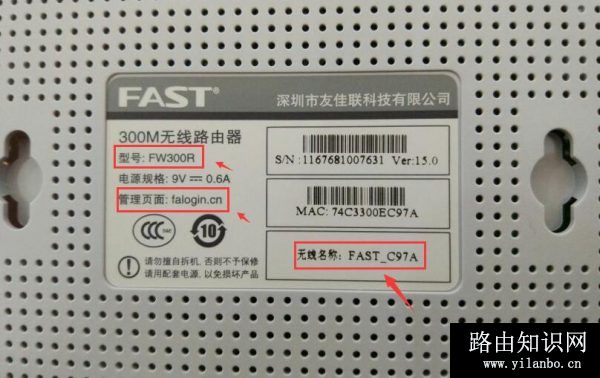 FAST®
深圳市友佳联科技有限公司
300M无线路由器
型号: FW300R
电源规格: 9V⎓0.6A
管理页面: falogin.cn
CCC
10
请勿擅自拆机, 否则不予保修
请用配套电源, 以免损坏产品
S/N:1167681007631 Ver:15.0
MAC: 74C3300EC97A
无线名称: FAST_C97A
路由知识网
www.yilanbo.cn